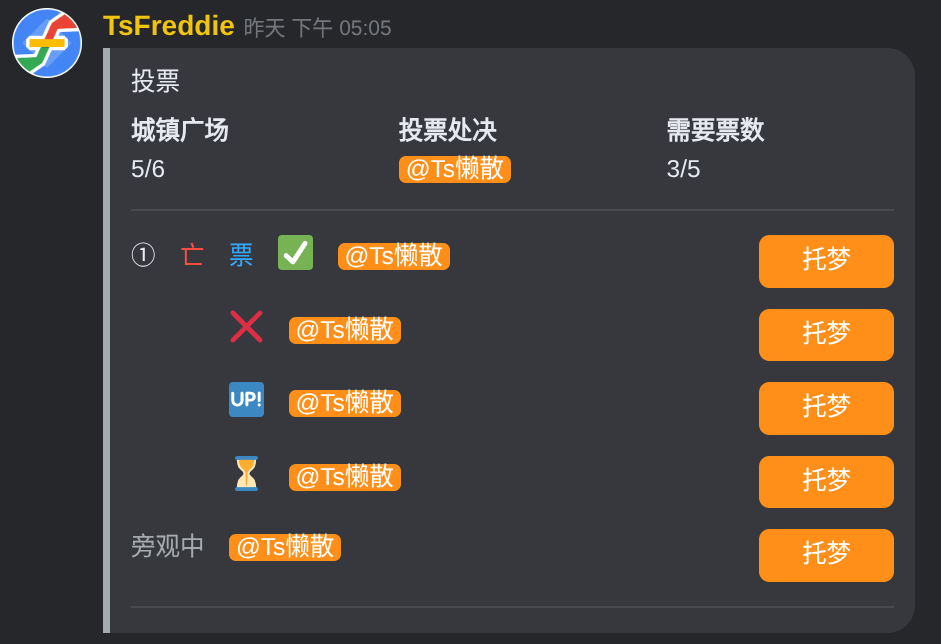 TsFreddie 昨天 下午 05:05
投票
城镇广场 投票处决 需要票数
5/6 @Ts懒散 3/5
① 亡 票 ✅ @Ts懒散 托梦
❌ @Ts懒散 托梦
UP! @Ts懒散 托梦
⏳ @Ts懒散 托梦
旁观中 @Ts懒散 托梦